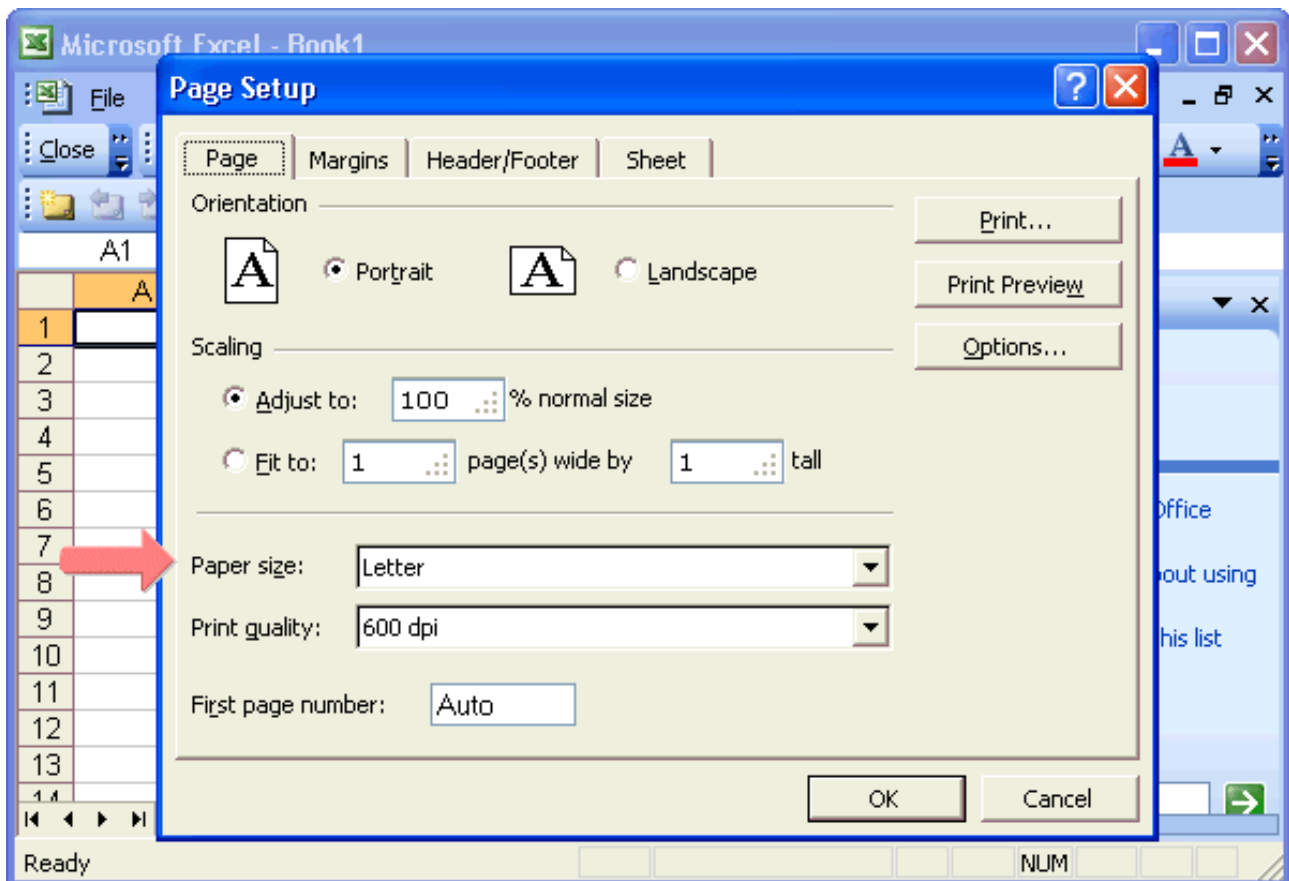 Microsoft Excel - Book1
Page Setup
File
Close
A
Page Margins Header/Footer Sheet
Orientation
Print...
A1
A Portrait A Landscape
Print Preview
A
1
Scaling
Options...
2
3
Adjust to: 100 % normal size
4
5
Fit to: 1 page(s) wide by 1 tall
6
Office
7
Paper size: Letter
8
out using
9
Print quality: 600 dpi
his list
10
11
First page number: Auto
12
13
14
OK Cancel
Ready NUM